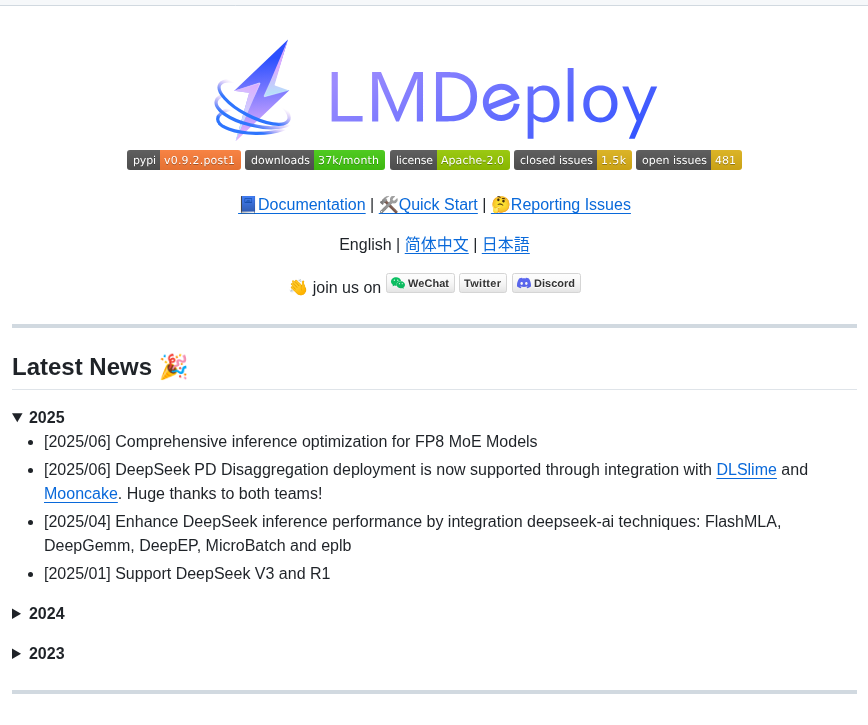 LMDeploy
pypi v0.9.2.post1 downloads 37k/month license Apache-2.0 closed issues 1.5k open issues 481
📘Documentation | 🛠️Quick Start | 🤔Reporting Issues
English | 简体中文 | 日本語
👋 join us on WeChat Twitter Discord
Latest News 🎉
2025
[2025/06] Comprehensive inference optimization for FP8 MoE Models
[2025/06] DeepSeek PD Disaggregation deployment is now supported through integration with DLSlime and
Mooncake. Huge thanks to both teams!
[2025/04] Enhance DeepSeek inference performance by integration deepseek-ai techniques: FlashMLA,
DeepGemm, DeepEP, MicroBatch and eplb
[2025/01] Support DeepSeek V3 and R1
2024
2023